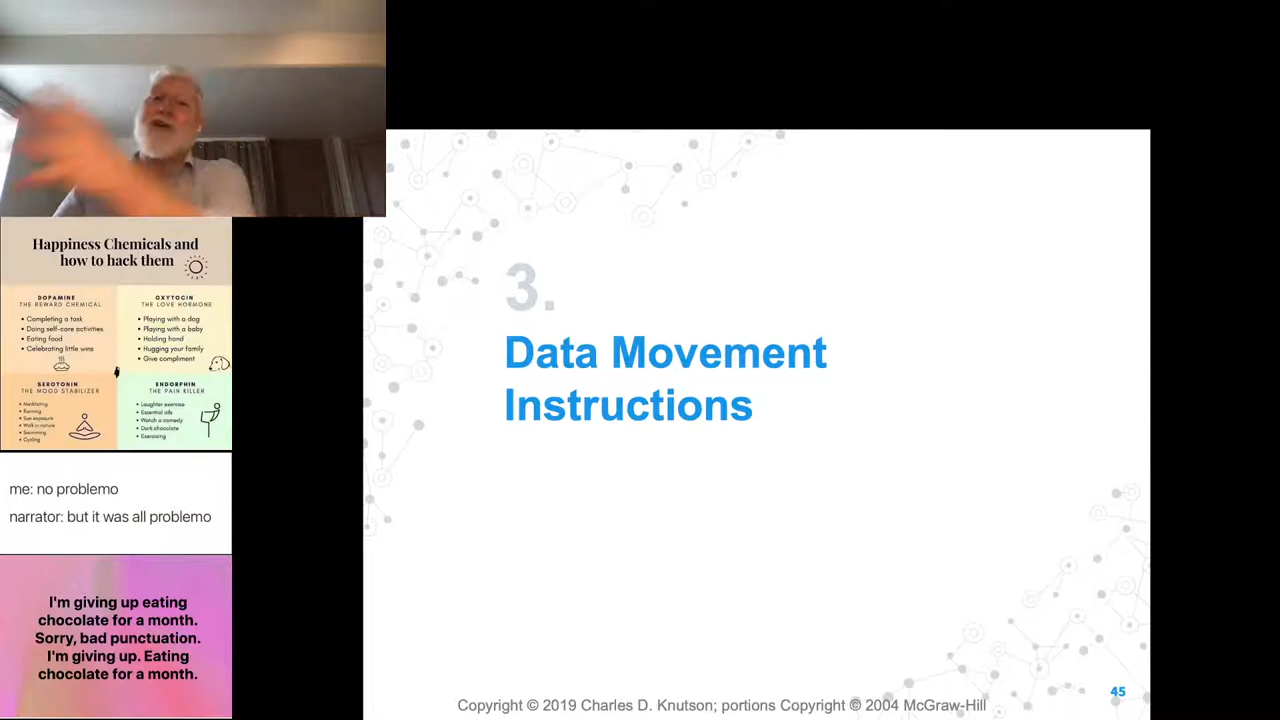 Happiness Chemicals and
how to hack them
DOPAMINE
THE REWARD CHEMICAL
• Completing a task
• Doing self-care activities
• Eating food
• Celebrating little wins
OXYTOCIN
THE LOVE HORMONE
• Playing with a dog
• Playing with a baby
• Holding hand
• Hugging your family
• Give compliment
SEROTONIN
THE MOOD STABILIZER
• Meditating
• Running
• Sun exposure
• Walk in nature
• Swimming
• Cycling
ENDORPHIN
THE PAIN KILLER
• Laughter exercise
• Essential oils
• Watch a comedy
• Dark chocolate
• Exercising
me: no problemo
narrator: but it was all problemo
I'm giving up eating
chocolate for a month.
Sorry, bad punctuation.
I'm giving up. Eating
chocolate for a month.
3.
Data Movement
Instructions
45
Copyright © 2019 Charles D. Knutson; portions Copyright © 2004 McGraw-Hill